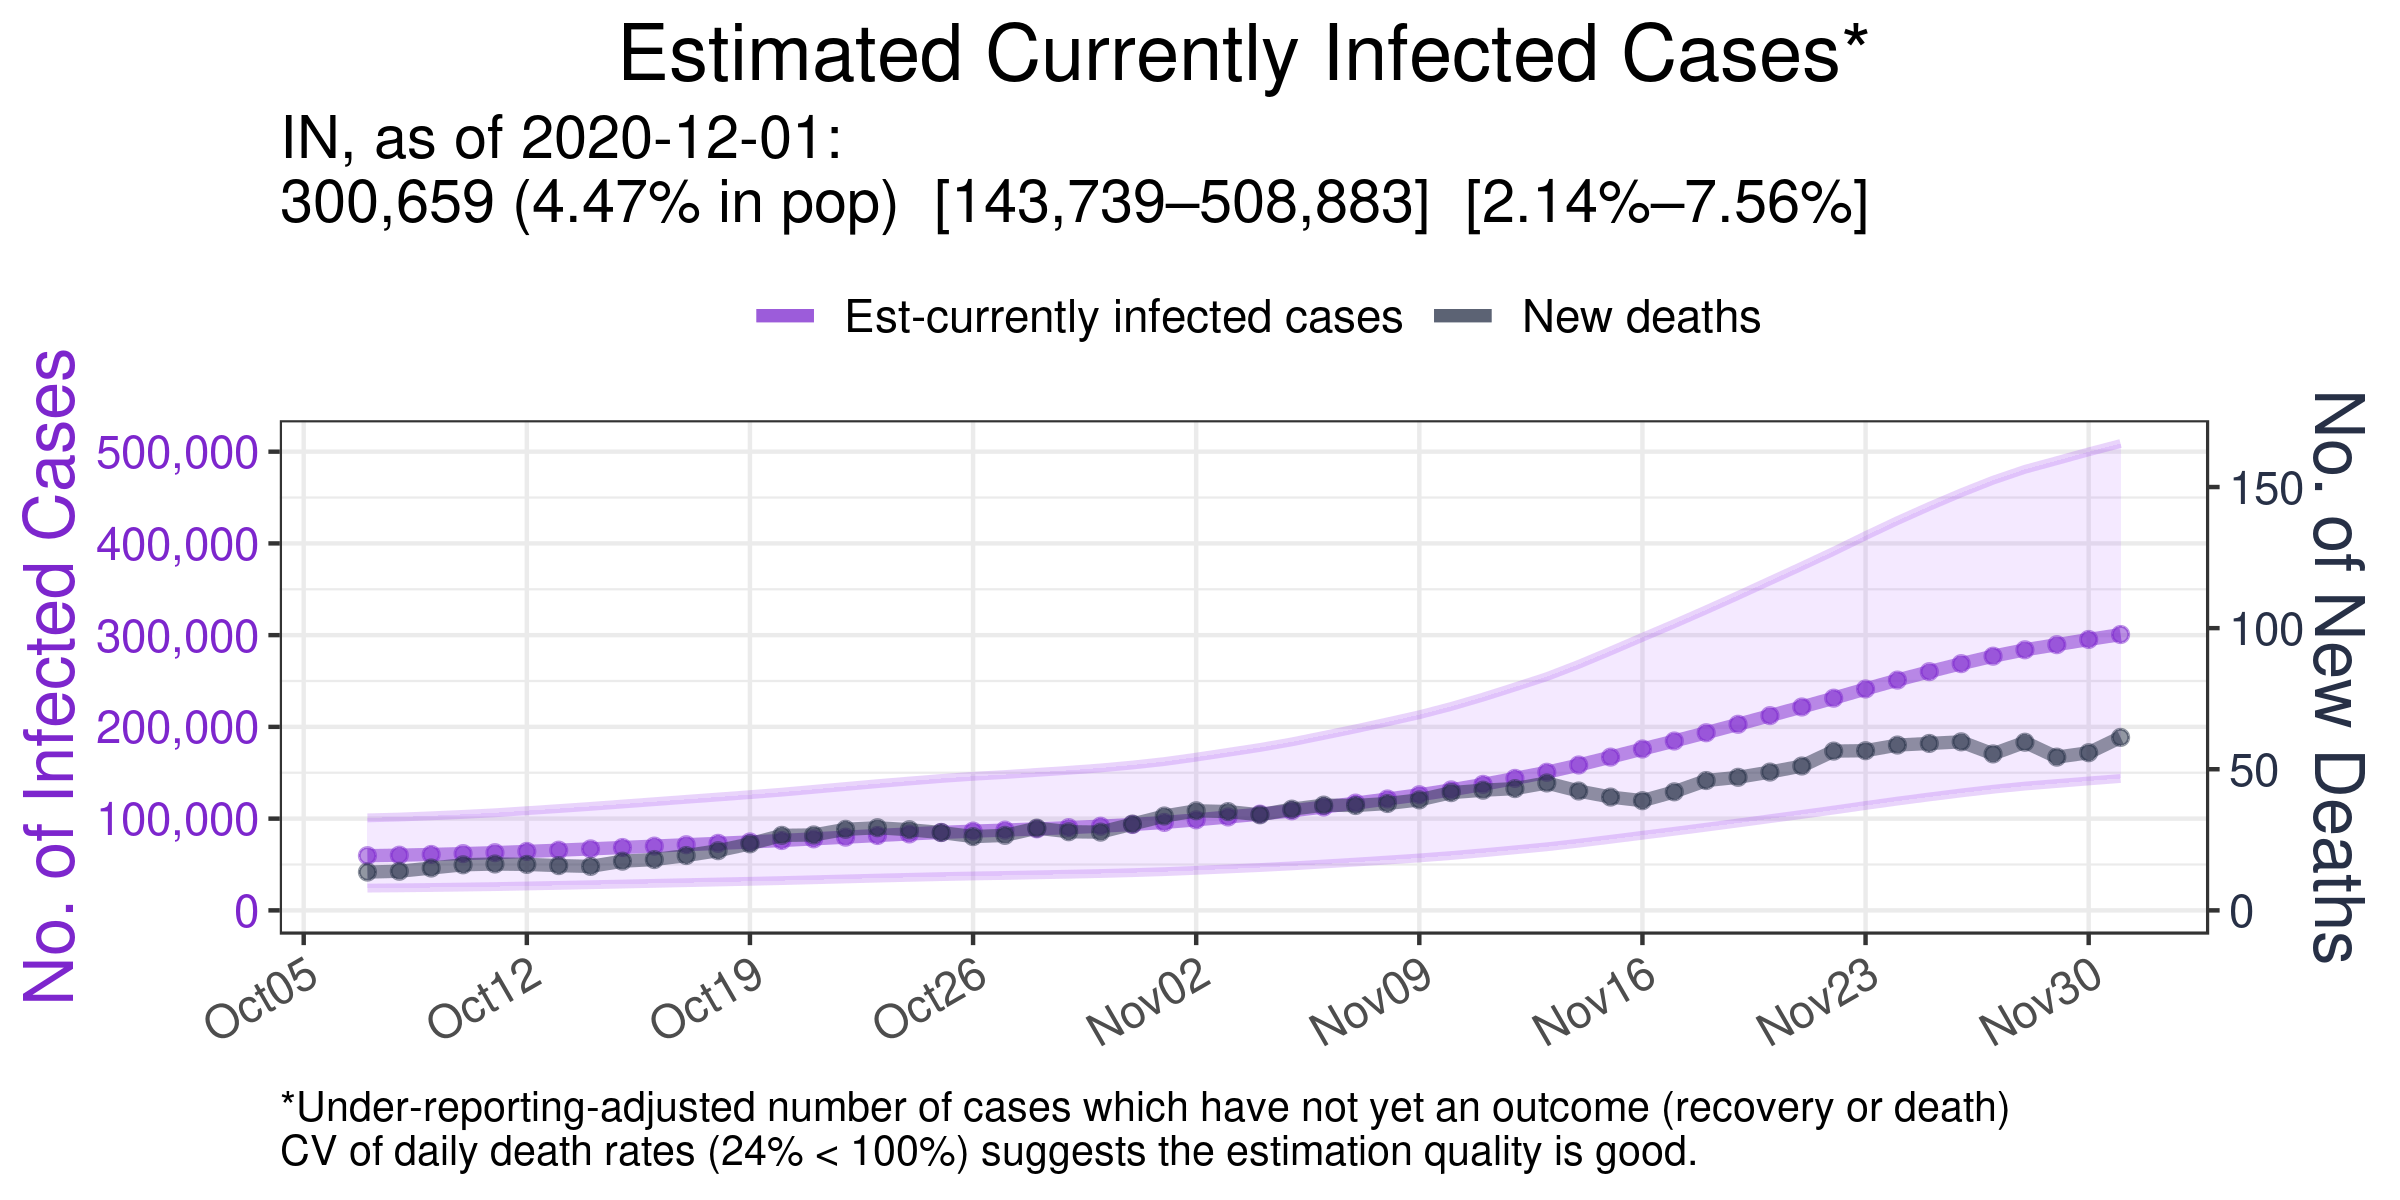 Estimated Currently Infected Cases*
IN, as of 2020-12-01:
300,659 (4.47% in pop)  [143,739–508,883]  [2.14%–7.56%]
Est-currently infected cases
New deaths
No. of Infected Cases
500,000
400,000
300,000
200,000
100,000
0
No. of New Deaths
150
100
50
0
Oct05
Oct12
Oct19
Oct26
Nov02
Nov09
Nov16
Nov23
Nov30
*Under-reporting-adjusted number of cases which have not yet an outcome (recovery or death)
CV of daily death rates (24% < 100%) suggests the estimation quality is good.